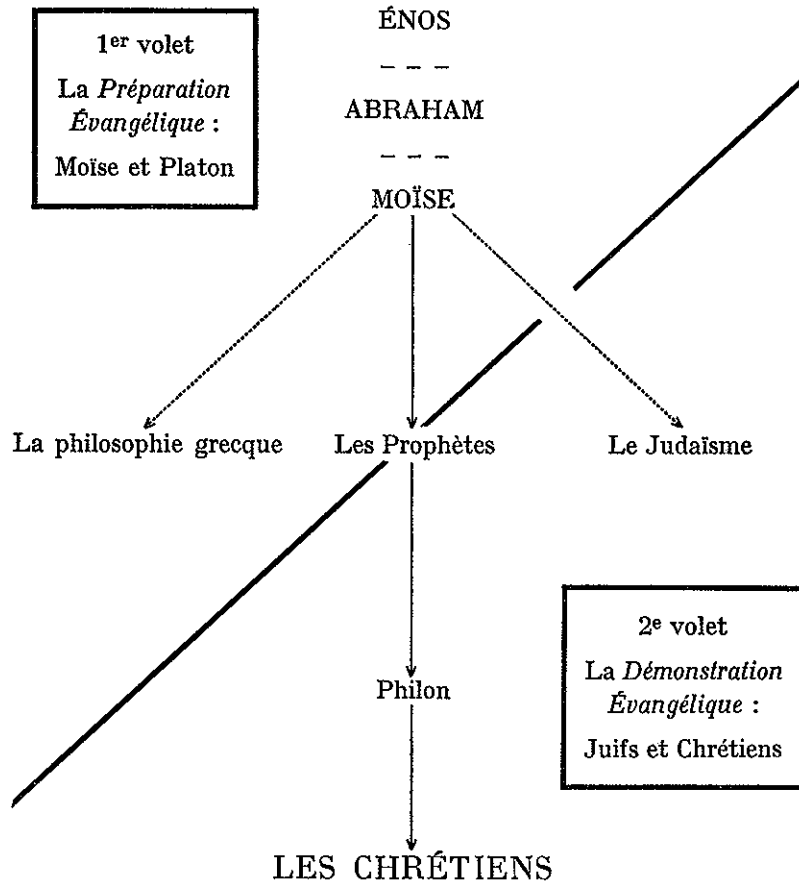 1er volet
La Préparation
Évangélique :
Moïse et Platon
ÉNOS
ABRAHAM
MOÏSE
La philosophie grecque
Les Prophètes
Le Judaïsme
2e volet
La Démonstration
Évangélique :
Juifs et Chrétiens
Philon
LES CHRÉTIENS